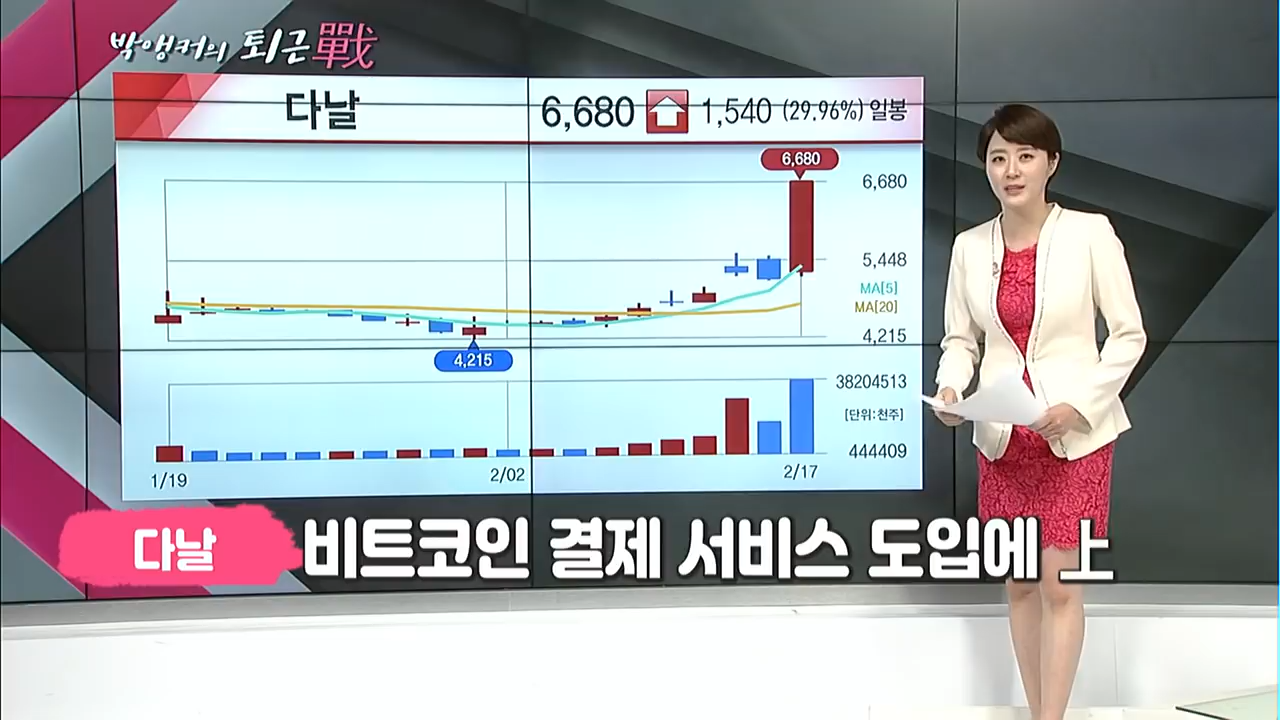 박앵커의 퇴근戰
다날 6,680 1,540 (29.96%) 일봉
6,680
6,680
5,448
MA[5]
MA[20]
4,215
4,215
38204513
[단위:천주]
444409
1/19 2/02 2/17
다날 비트코인 결제 서비스 도입에 上